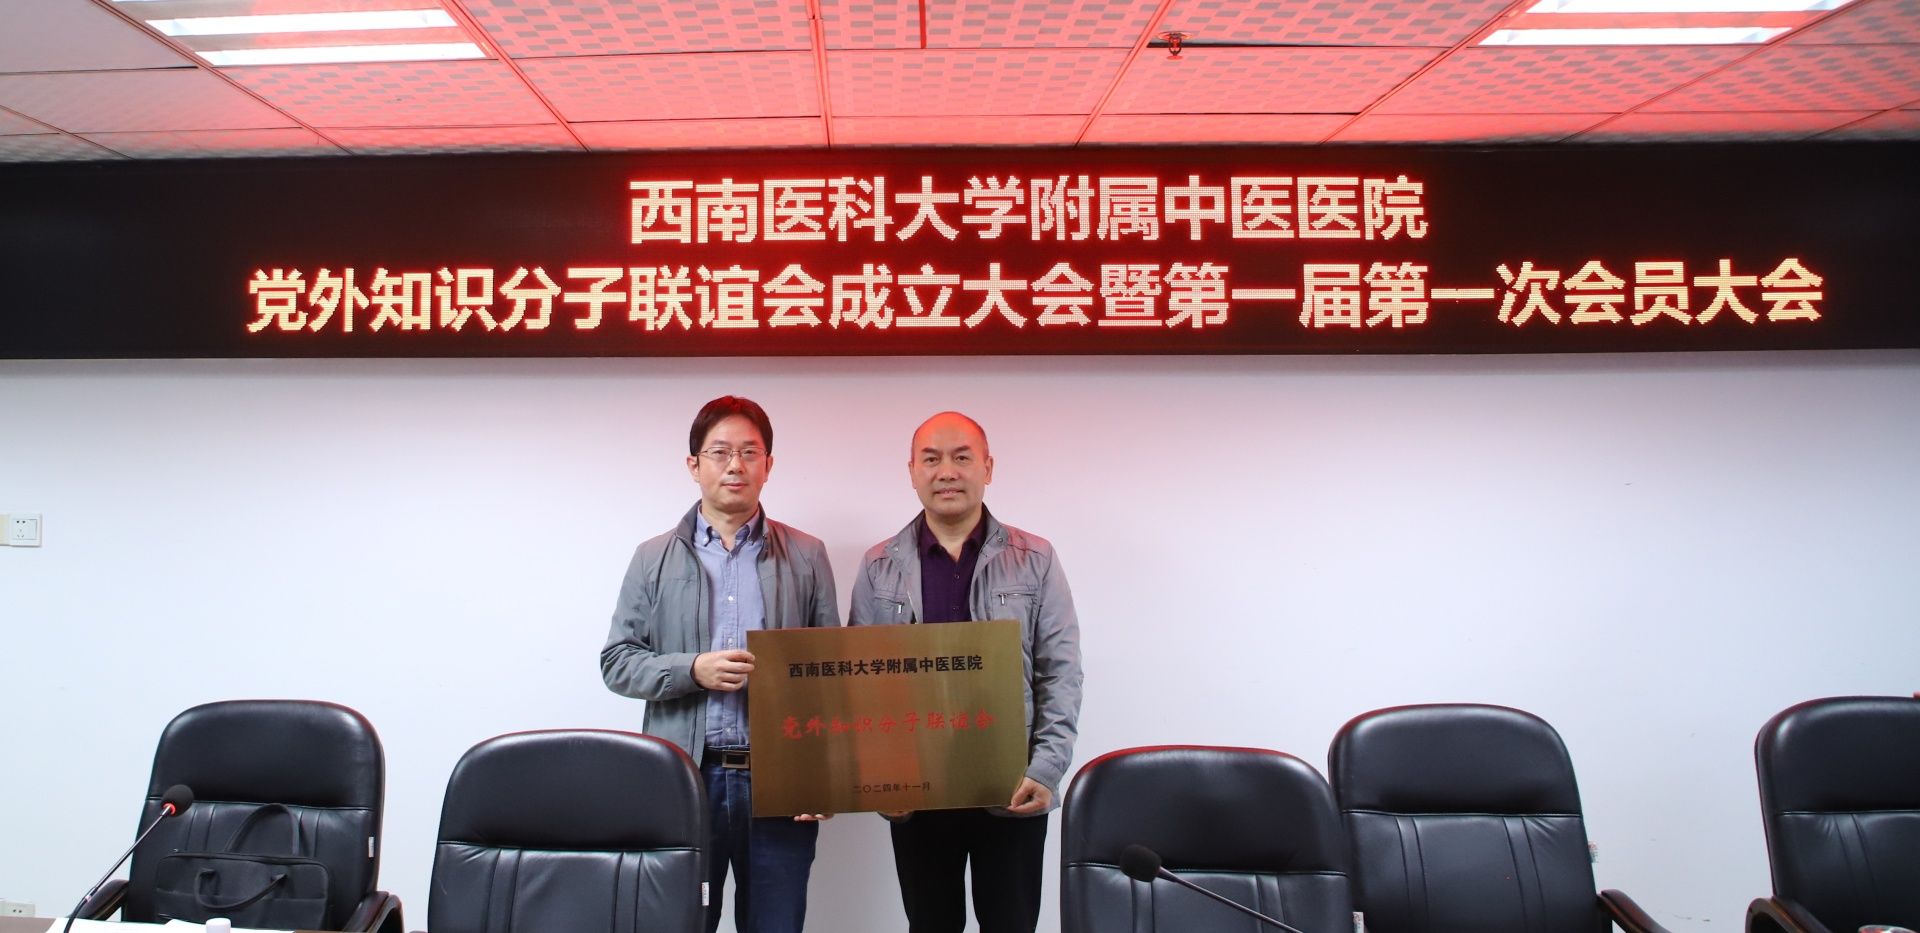 西南医科大学附属中医医院
党外知识分子联谊会成立大会暨第一届第一次会员大会
西南医科大学附属中医医院
党外知识分子联谊会
二〇二四年十一月